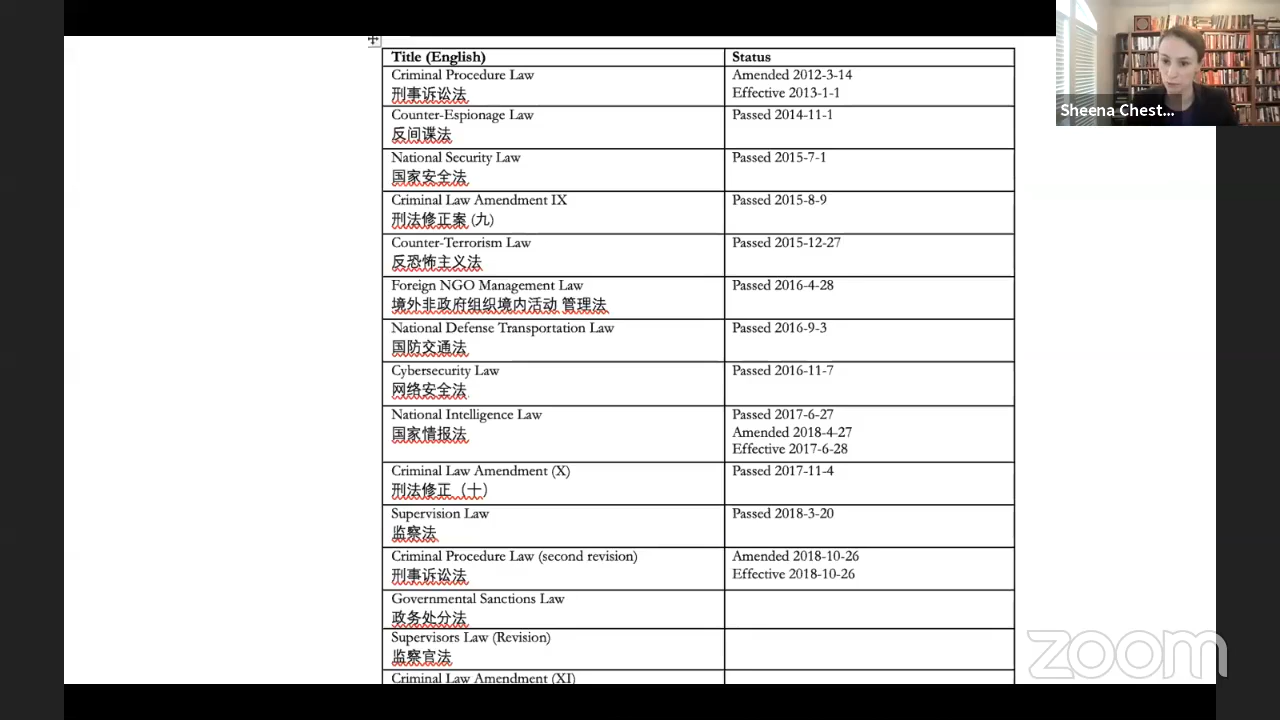 Title (English) Status
Criminal Procedure Law Amended 2012-3-14
刑事诉讼法 Effective 2013-1-1
Counter-Espionage Law Passed 2014-11-1
反间谍法
National Security Law Passed 2015-7-1
国家安全法
Criminal Law Amendment IX Passed 2015-8-9
刑法修正案 (九)
Counter-Terrorism Law Passed 2015-12-27
反恐怖主义法
Foreign NGO Management Law Passed 2016-4-28
境外非政府组织境内活动 管理法
National Defense Transportation Law Passed 2016-9-3
国防交通法
Cybersecurity Law Passed 2016-11-7
网络安全法
National Intelligence Law Passed 2017-6-27
国家情报法 Amended 2018-4-27
Effective 2017-6-28
Criminal Law Amendment (X) Passed 2017-11-4
刑法修正（十）
Supervision Law Passed 2018-3-20
监察法
Criminal Procedure Law (second revision) Amended 2018-10-26
刑事诉讼法 Effective 2018-10-26
Governmental Sanctions Law
政务处分法
Supervisors Law (Revision)
监察官法
Criminal Law Amendment (XI)
Sheena Chest...
zoom